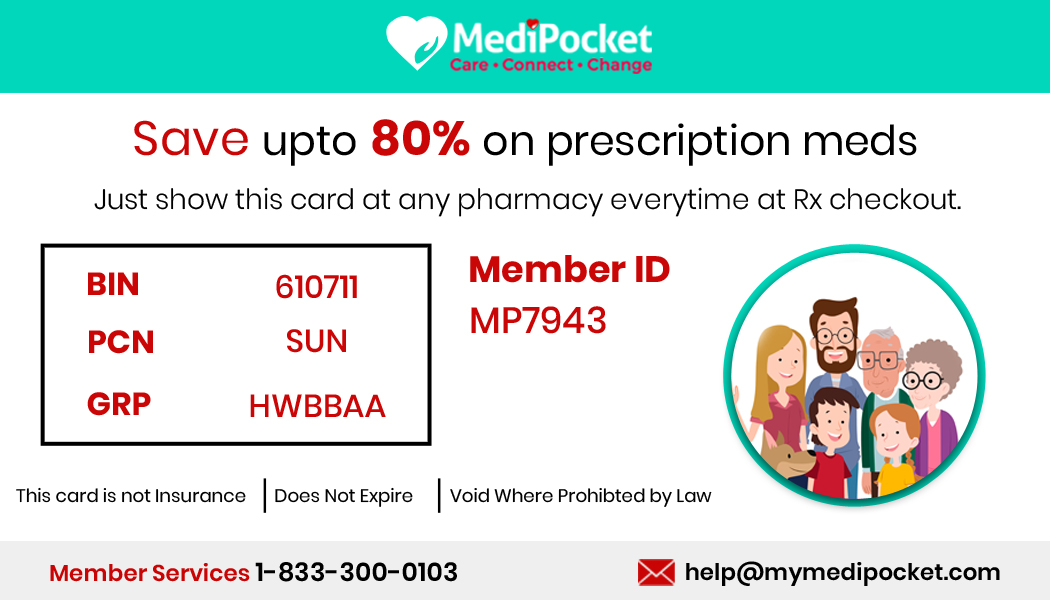 MediPocket
Care • Connect • Change
Save upto 80% on prescription meds
Just show this card at any pharmacy everytime at Rx checkout.
BIN 610711
PCN SUN
GRP HWBBAA
Member ID
MP7943
This card is not Insurance | Does Not Expire | Void Where Prohibted by Law
Member Services 1-833-300-0103
help@mymedipocket.com